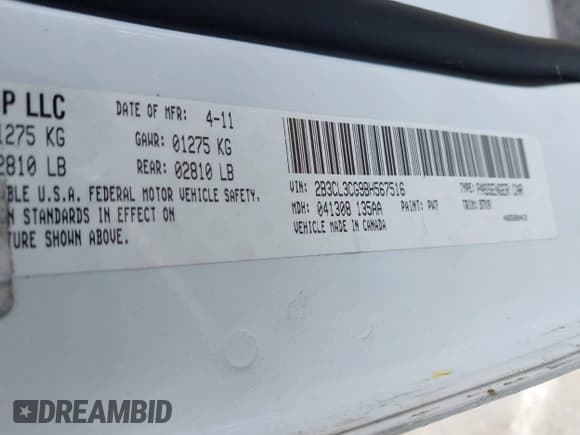 P LLC
DATE OF MFR: 4-11
1275 KG
GAWR: 01275 KG
2810 LB
REAR: 02810 LB
BLE U.S.A. FEDERAL MOTOR VEHICLE SAFETY.
N STANDARDS IN EFFECT ON
TURE SHOWN ABOVE.
VIN: 2B3CL3CG9BH567516
TYPE: PASSENGER CAR
MDH: 041308 135AA
PAINT: PW7
TRIM:
VEHICLE MADE IN CANADA
DREAMBID